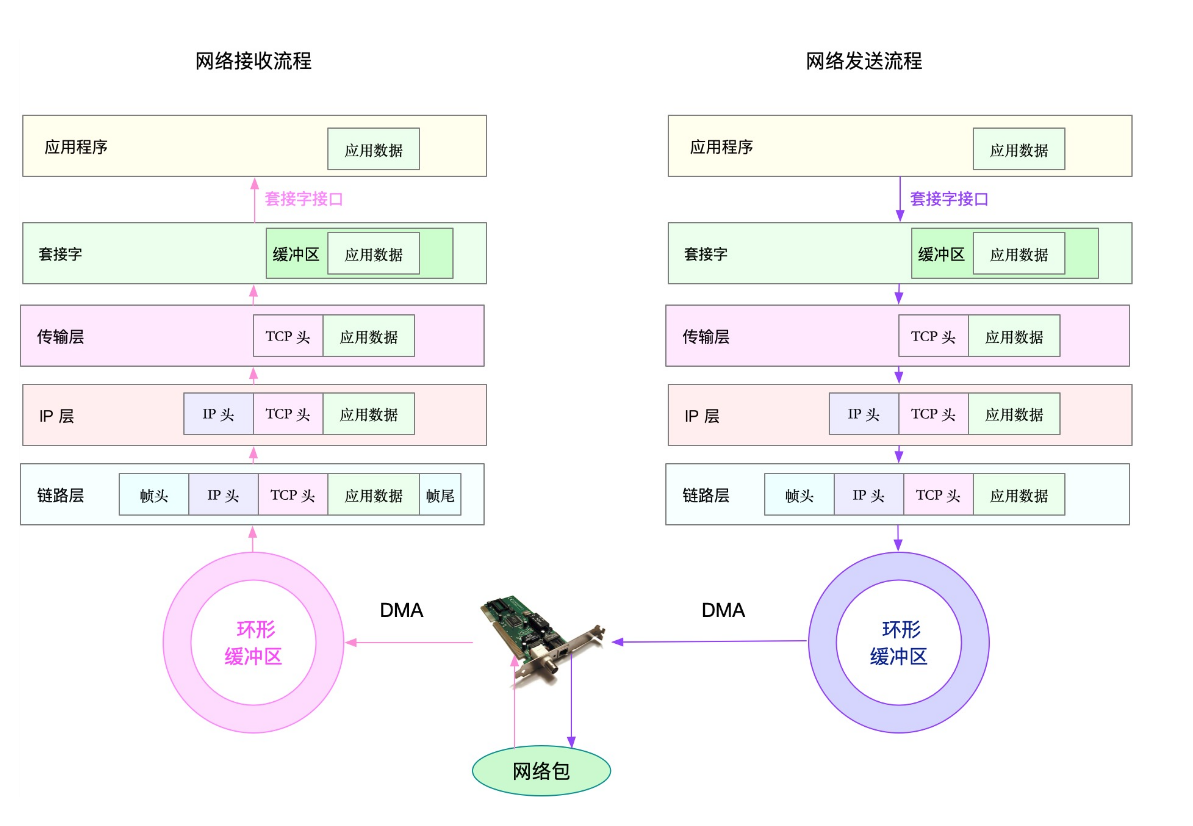 网络接收流程
网络发送流程
应用程序
应用数据
套接字接口
套接字
缓冲区
应用数据
传输层
TCP 头
应用数据
IP 层
IP 头
TCP 头
应用数据
链路层
帧头
IP 头
TCP 头
应用数据
帧尾
环形
缓冲区
DMA
应用程序
应用数据
套接字接口
套接字
缓冲区
应用数据
传输层
TCP 头
应用数据
IP 层
IP 头
TCP 头
应用数据
链路层
帧头
IP 头
TCP 头
应用数据
DMA
环形
缓冲区
网络包